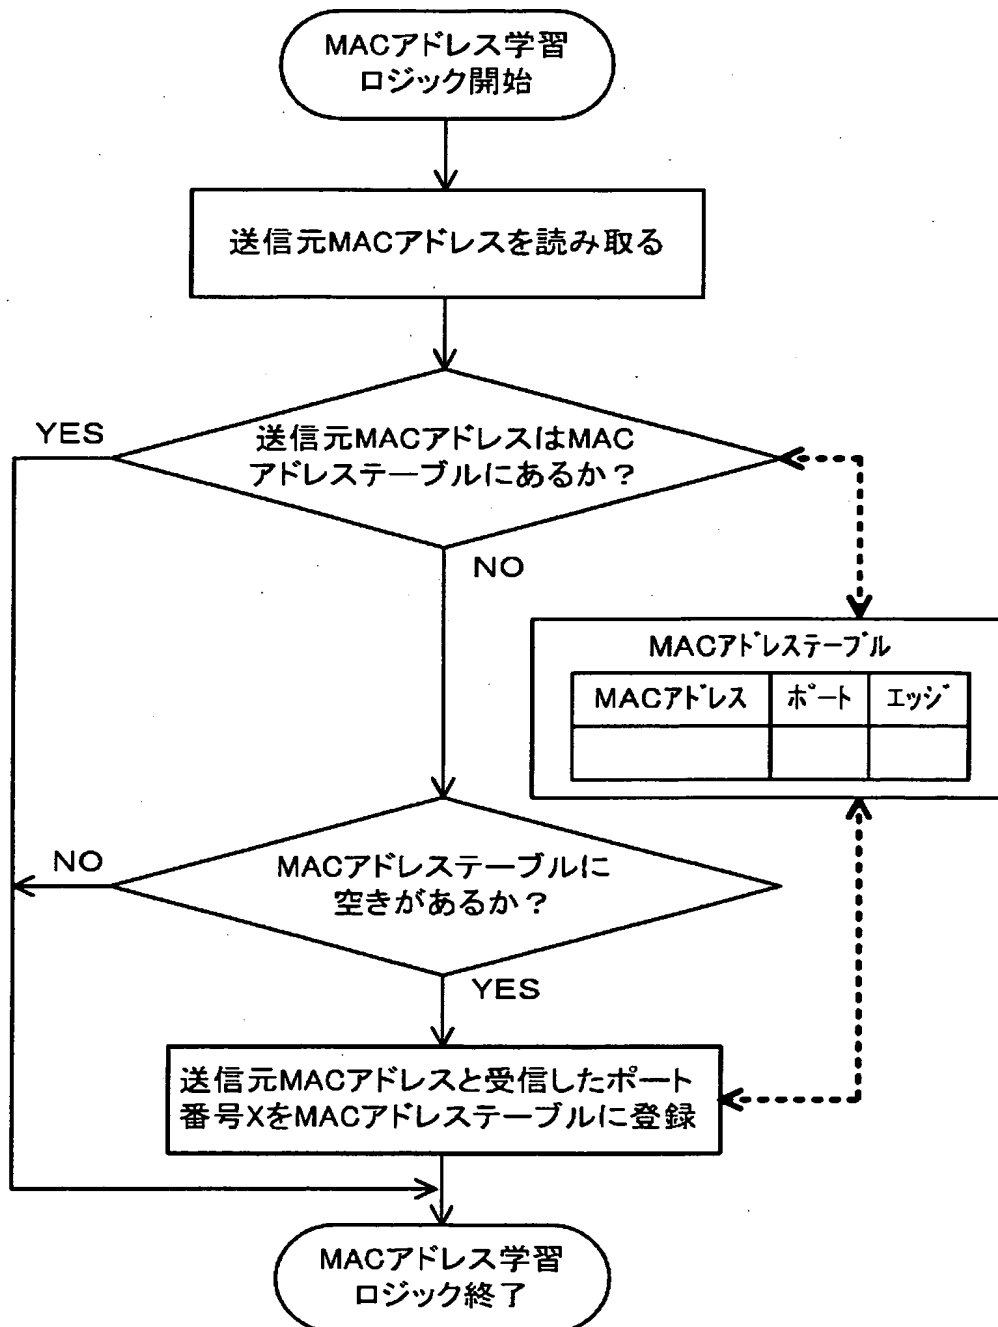 MACアドレス学習
ロジック開始
送信元MACアドレスを読み取る
YES
送信元MACアドレスはMAC
アドレステーブルにあるか？
NO
MACアドレステーブル
MACアドレス ポート エッジ
NO
MACアドレステーブルに
空きがあるか？
YES
送信元MACアドレスと受信したポート
番号XをMACアドレステーブルに登録
MACアドレス学習
ロジック終了